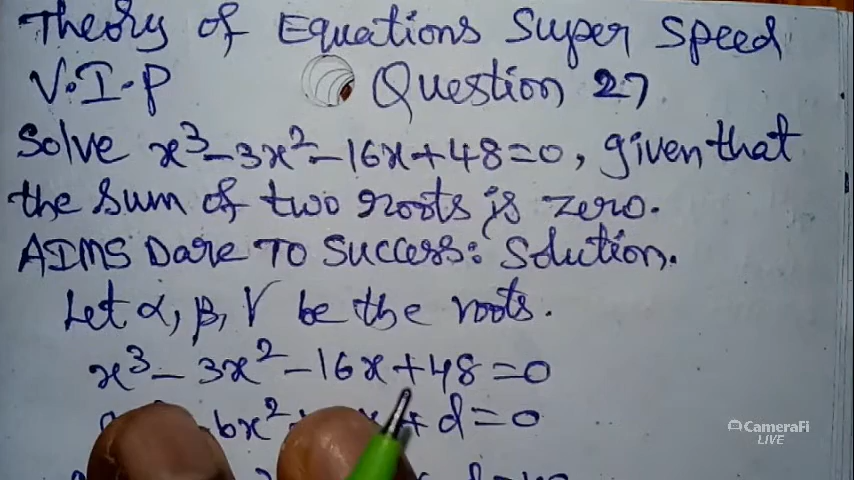 Theory of Equations Super Speed
V.I.P Question 27
Solve x³-3x²-16x+48=0, given that
the sum of two roots is zero.
AIMS Dare To Success: Solution.
Let α, β, γ be the roots.
x³-3x²-16x+48=0
bx² + d=0
CameraFi
LIVE